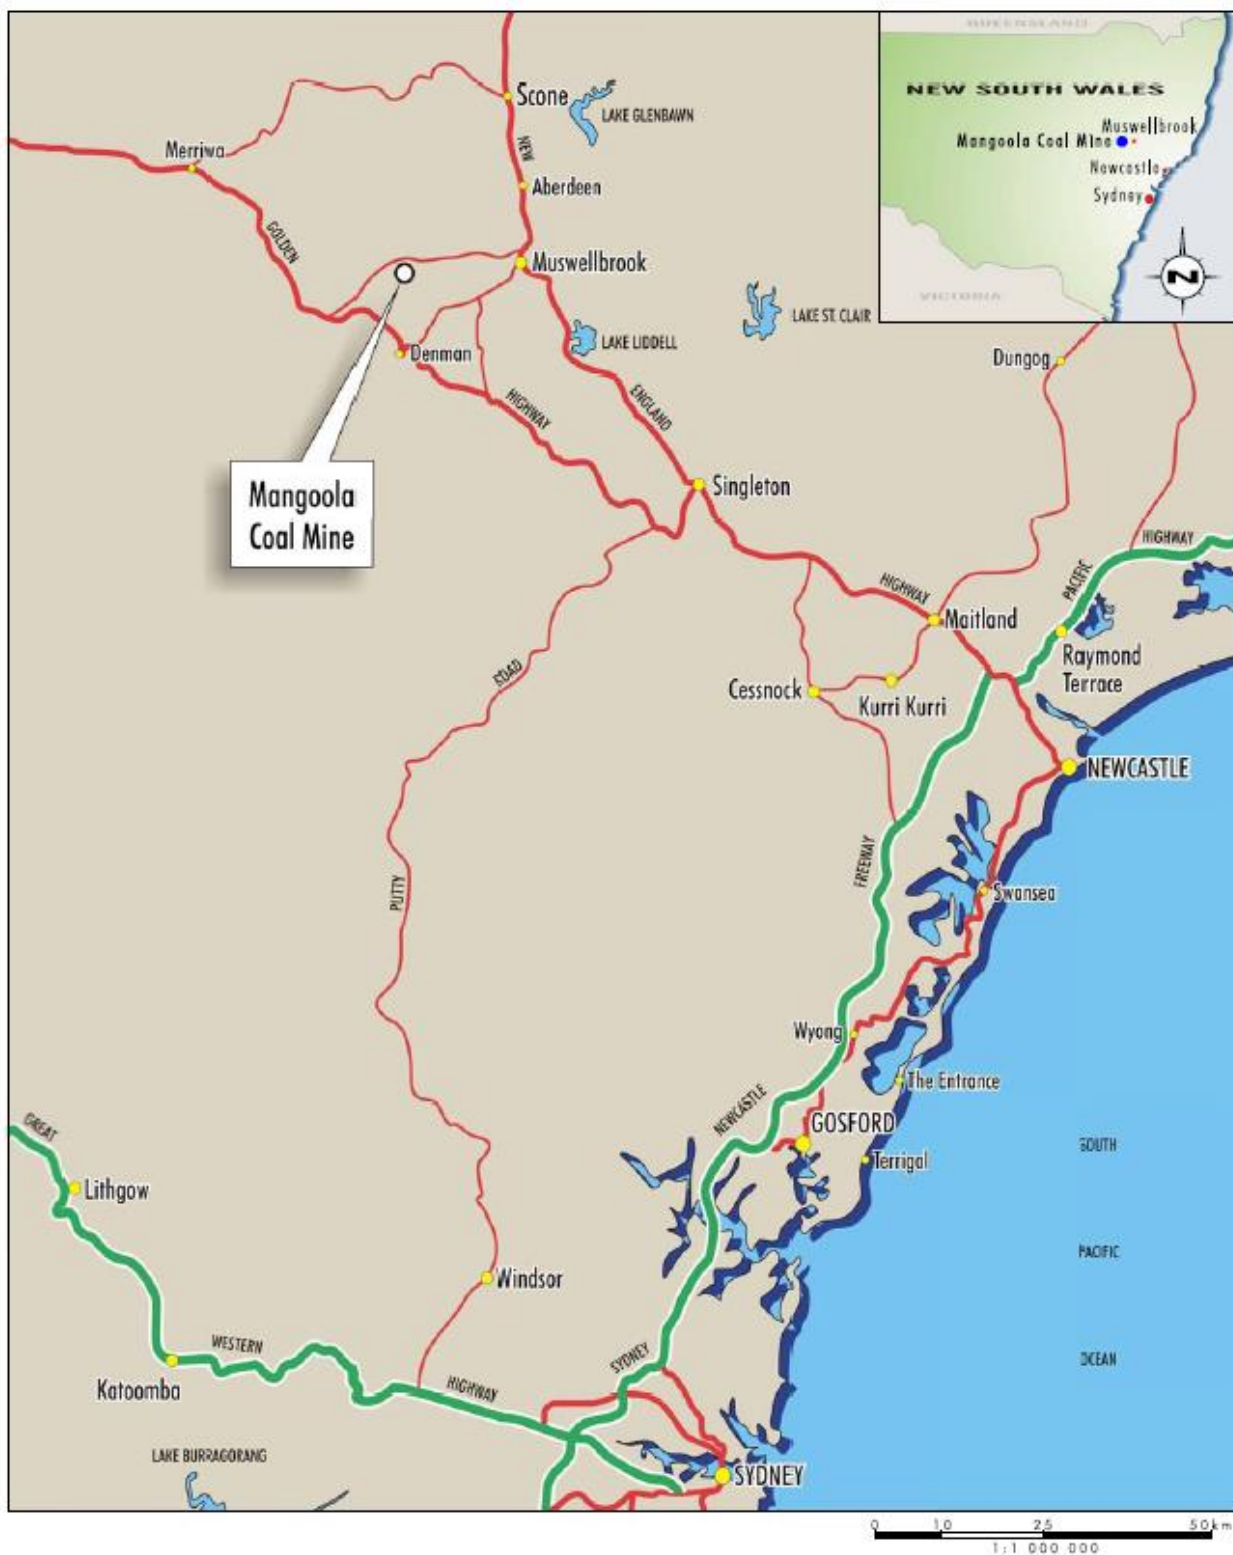 QUEENSLAND
NEW SOUTH WALES
Muswellbrook
Mangoola Coal Mine
Newcastle
Sydney
VICTORIA
N
Scone
LAKE GLENBAWN
NEW
Merriwa
Aberdeen
GOLDEN
Muswellbrook
LAKE ST. CLAIR
LAKE LIDDELL
Denman
Dungog
HIGHWAY
ENGLAND
Mangoola
Coal Mine
Singleton
HIGHWAY
PACIFIC
HIGHWAY
Maitland
Raymond
Terrace
ROAD
Cessnock
Kurri Kurri
NEWCASTLE
FREEWAY
PUTTY
Swansea
Wyong
The Entrance
NEWCASTLE
GOSFORD
GREAT
SOUTH
Terrigal
Lithgow
PACIFIC
Windsor
WESTERN
SYDNEY
OCEAN
Katoomba
HIGHWAY
LAKE BURRAGORANG
SYDNEY
0 10 25 50km
1:1 000 000